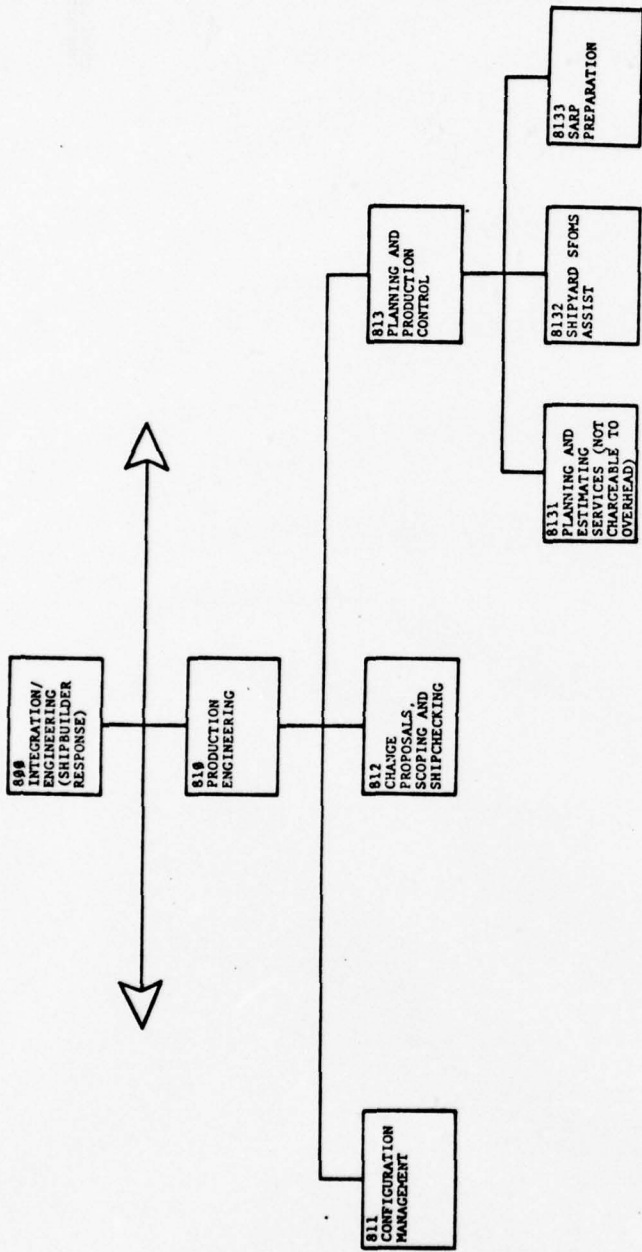 800
INTEGRATION/
ENGINEERING
(SHIPBUILDER
RESPONSE)
810
PRODUCTION
ENGINEERING
811
CONFIGURATION
MANAGEMENT
812
CHANGE
PROPOSALS,
SCOPING AND
SHIPCHECKING
813
PLANNING AND
PRODUCTION
CONTROL
8131
PLANNING AND
ESTIMATING
SERVICES (NOT
CHARGEABLE TO
OVERHEAD)
8132
SHIPYARD SFOMS
ASSIST
8133
SARP
PREPARATION